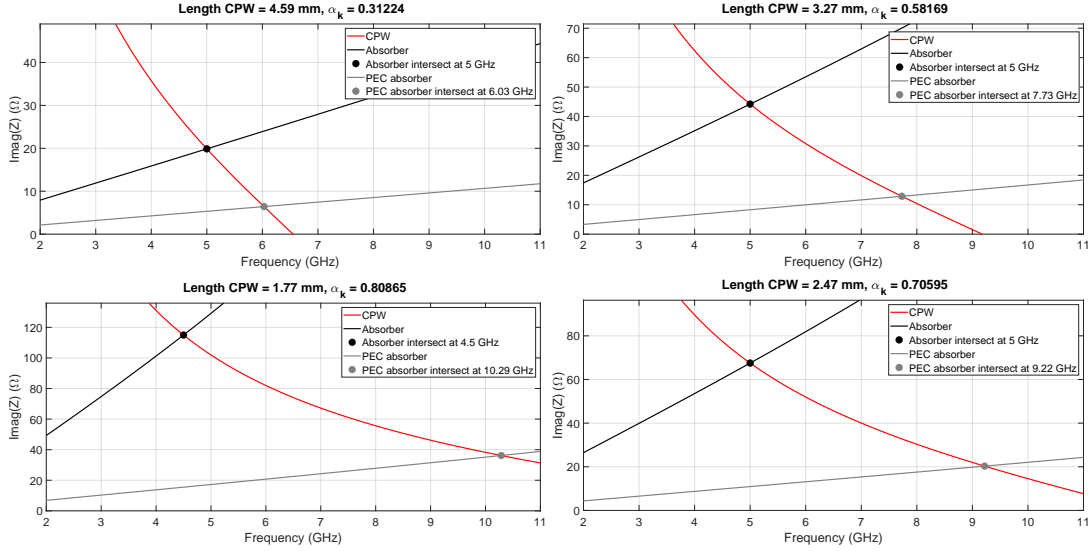 Length CPW = 4.59 mm, α_k = 0.31224
Imag(Z) (Ω)
40
20
0
CPW
Absorber
Absorber intersect at 5 GHz
PEC absorber
PEC absorber intersect at 6.03 GHz
2 3 4 5 6 7 8 9 10 11
Frequency (GHz)
Length CPW = 3.27 mm, α_k = 0.58169
Imag(Z) (Ω)
70
60
50
40
30
20
10
0
CPW
Absorber
Absorber intersect at 5 GHz
PEC absorber
PEC absorber intersect at 7.73 GHz
2 3 4 5 6 7 8 9 10 11
Frequency (GHz)
Length CPW = 1.77 mm, α_k = 0.80865
Imag(Z) (Ω)
120
100
80
60
40
20
0
CPW
Absorber
Absorber intersect at 4.5 GHz
PEC absorber
PEC absorber intersect at 10.29 GHz
2 3 4 5 6 7 8 9 10 11
Frequency (GHz)
Length CPW = 2.47 mm, α_k = 0.70595
Imag(Z) (Ω)
80
60
40
20
0
CPW
Absorber
Absorber intersect at 5 GHz
PEC absorber
PEC absorber intersect at 9.22 GHz
2 3 4 5 6 7 8 9 10 11
Frequency (GHz)